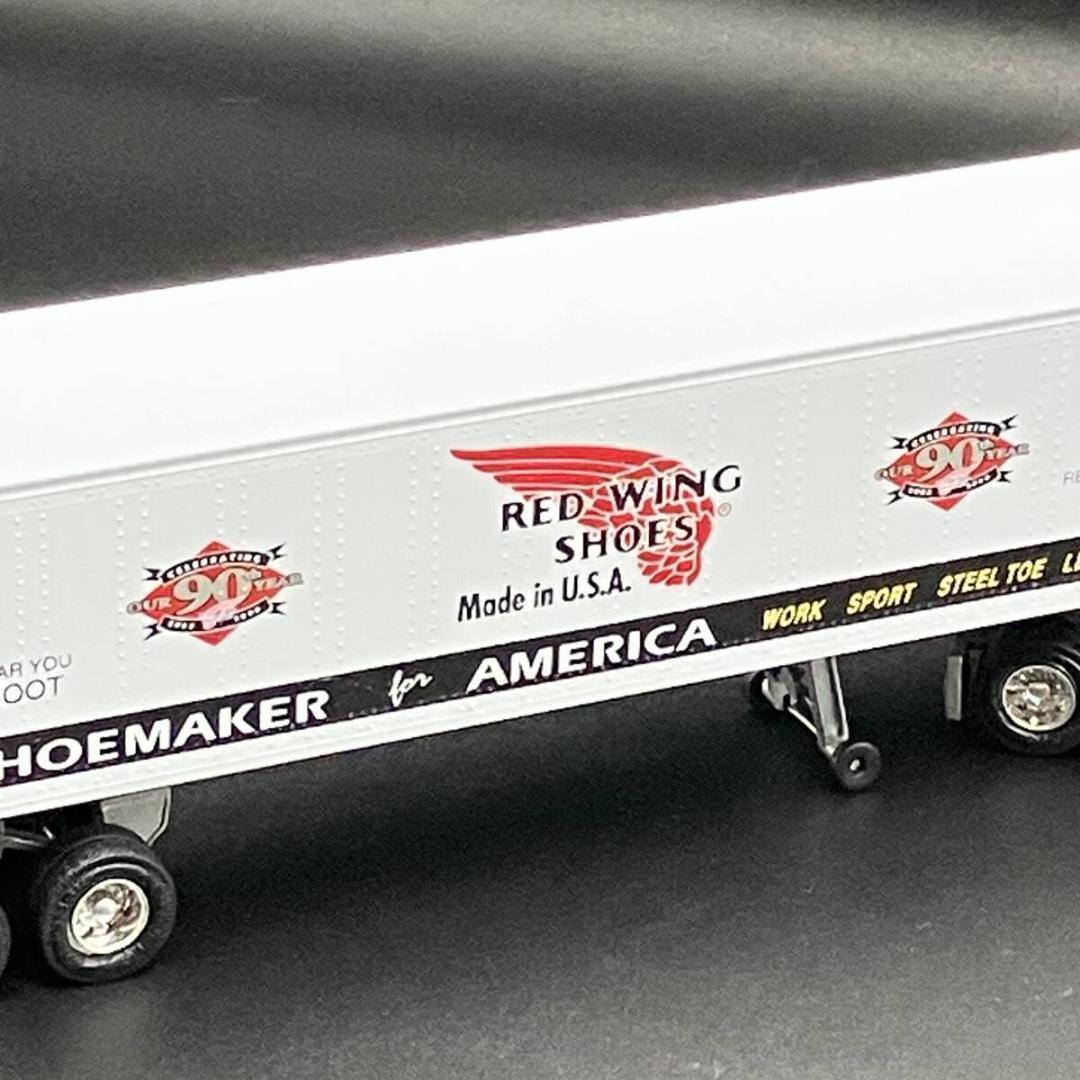 CELEBRATING
OUR 90th YEAR
RED WING
SHOES®
Made in U.S.A.
CELEBRATING
OUR 90th YEAR
AR YOU
OOT
HOEMAKER for AMERICA
WORK SPORT STEEL TOE